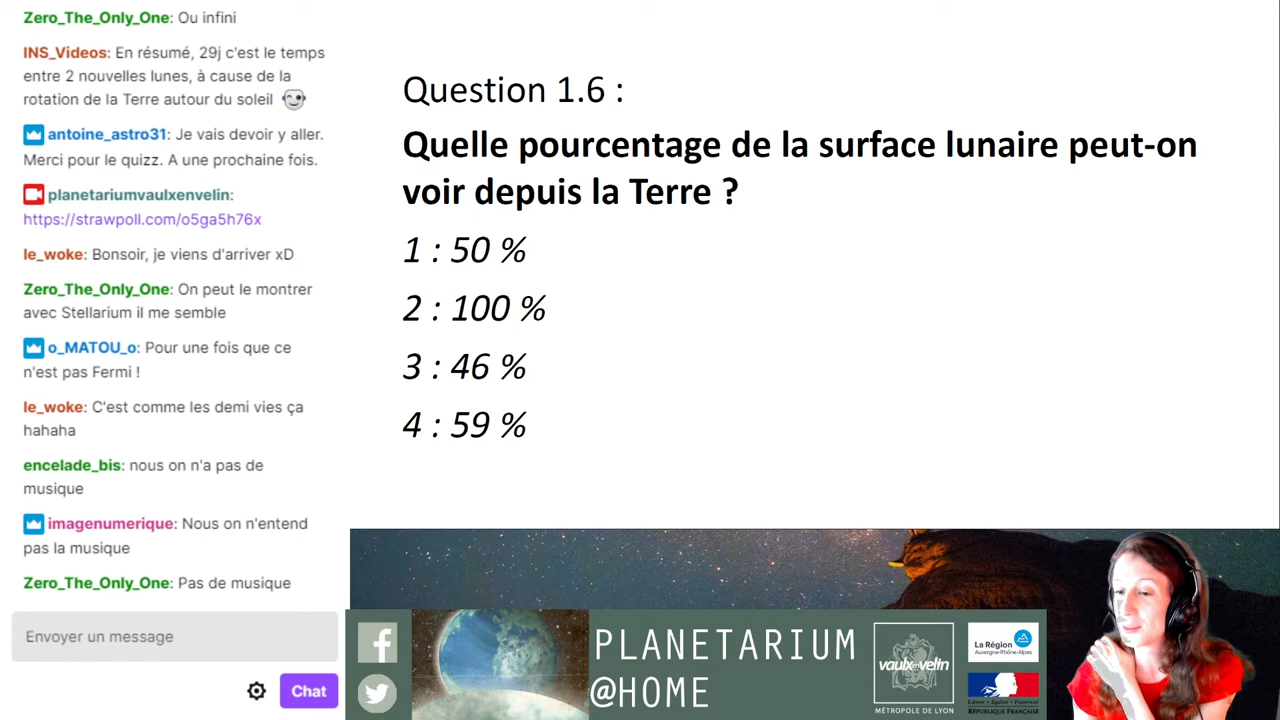 Zero_The_Only_One: Ou infini
INS_Videos: En résumé, 29j c'est le temps
entre 2 nouvelles lunes, à cause de la
rotation de la Terre autour du soleil
antoine_astro31: Je vais devoir y aller.
Merci pour le quizz. A une prochaine fois.
planetariumvaulxenvelin:
https://strawpoll.com/o5ga5h76x
le_woke: Bonsoir, je viens d'arriver xD
Zero_The_Only_One: On peut le montrer
avec Stellarium il me semble
o_MATOU_o: Pour une fois que ce
n'est pas Fermi !
le_woke: C'est comme les demi vies ça
hahaha
encelade_bis: nous on n'a pas de
musique
imagenumerique: Nous on n'entend
pas la musique
Zero_The_Only_One: Pas de musique
Envoyer un message
Chat
Question 1.6 :
Quelle pourcentage de la surface lunaire peut-on
voir depuis la Terre ?
1 : 50 %
2 : 100 %
3 : 46 %
4 : 59 %
PLANETARIUM
@HOME
vaulxenvelin
MÉTROPOLE DE LYON
La Région
Auvergne-Rhône-Alpes
Liberté • Égalité • Fraternité
RÉPUBLIQUE FRANÇAISE